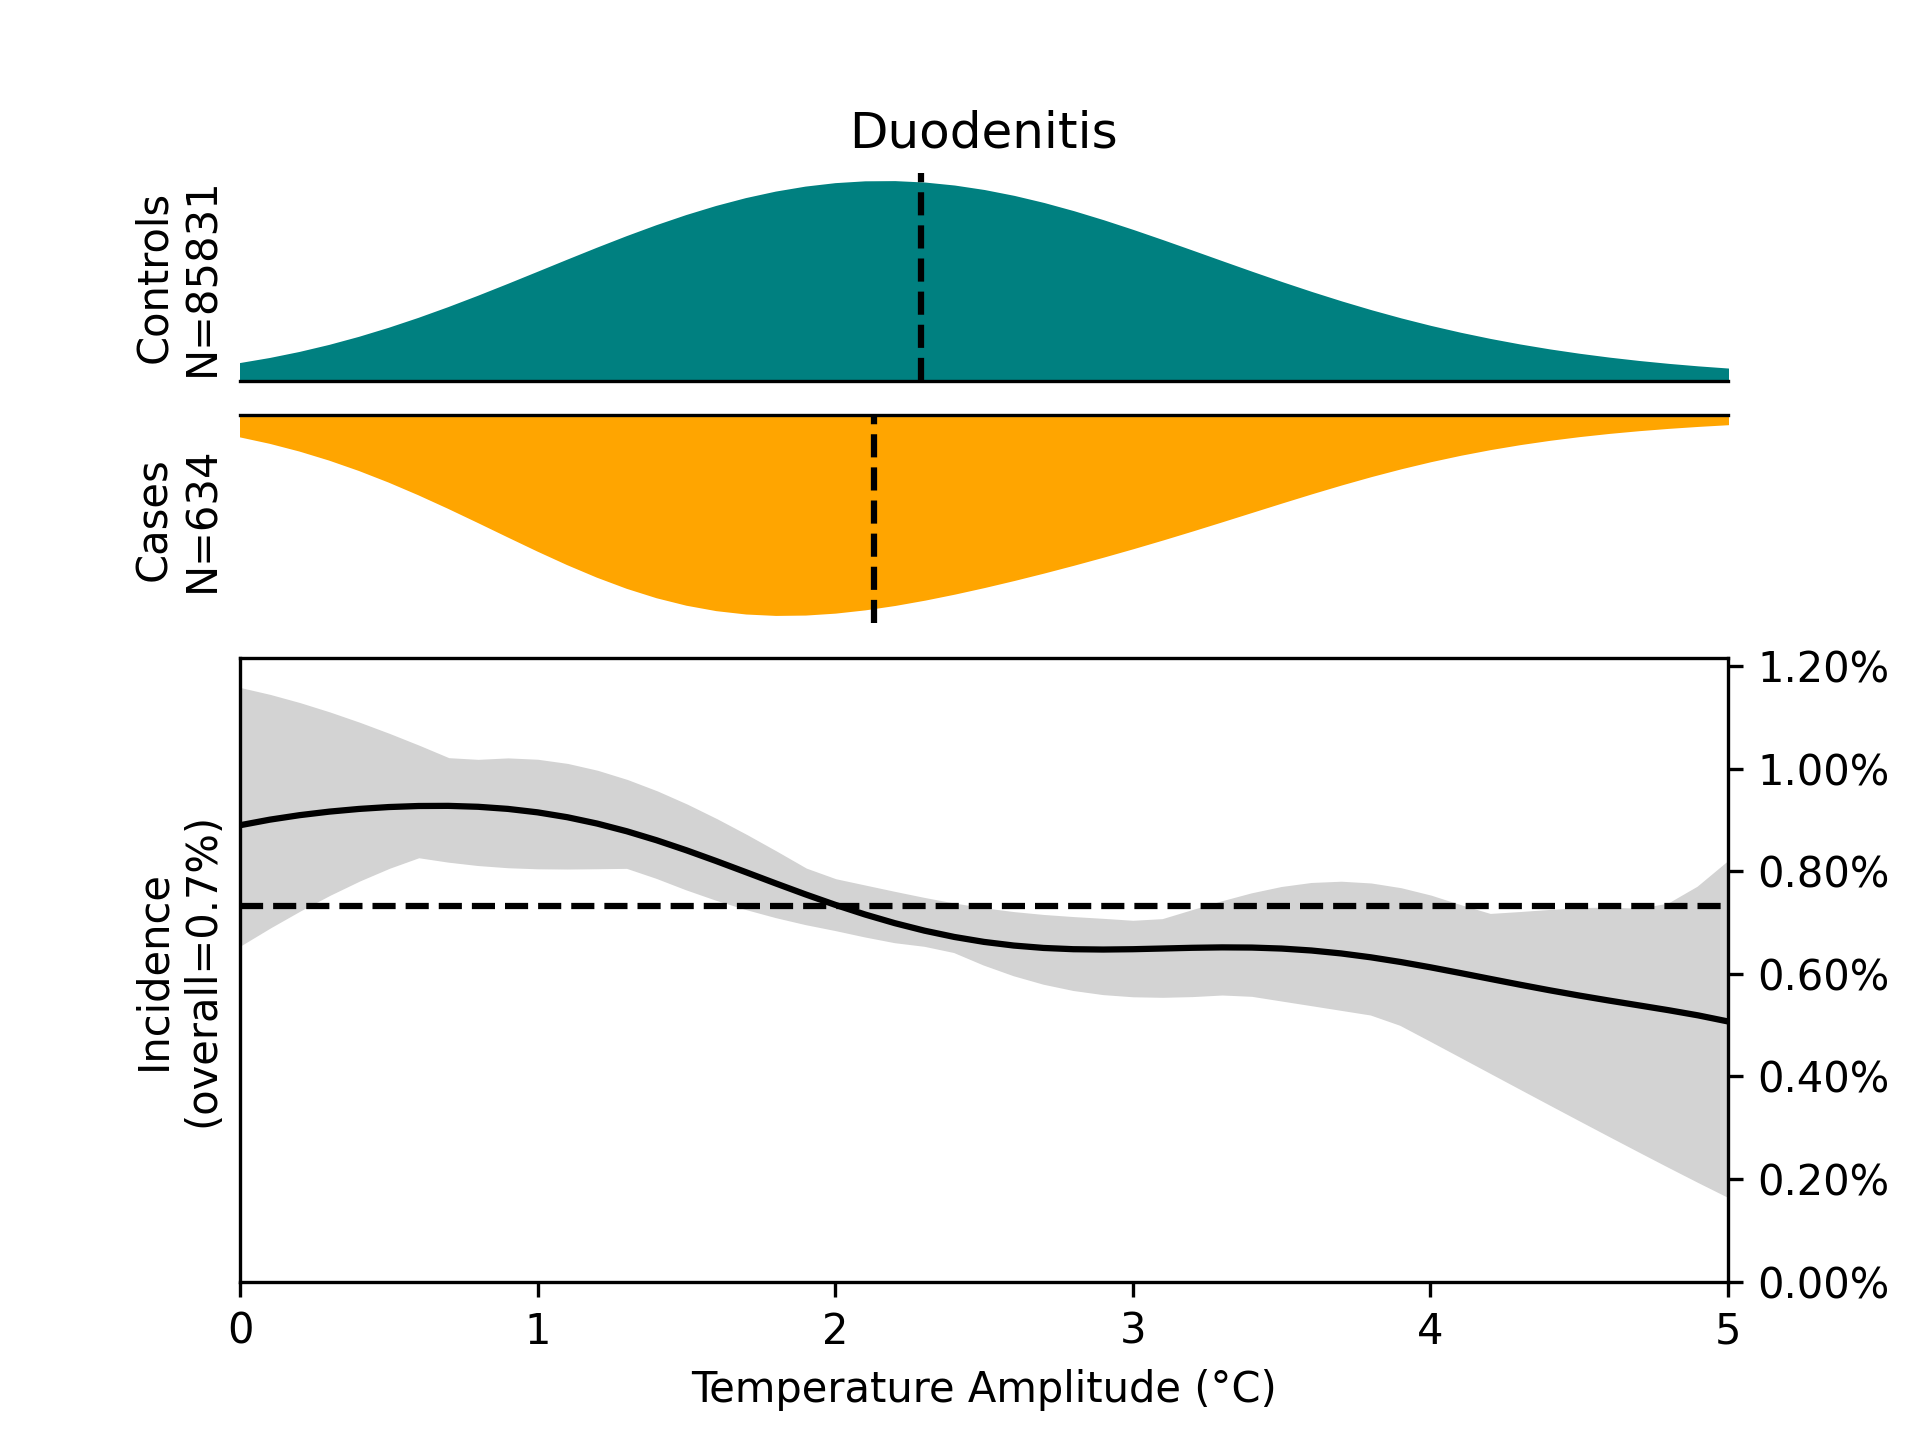 Duodenitis
Controls
N=85831
Cases
N=634
Incidence
(overall=0.7%)
1.20%
1.00%
0.80%
0.60%
0.40%
0.20%
0.00%
0 1 2 3 4 5
Temperature Amplitude (°C)